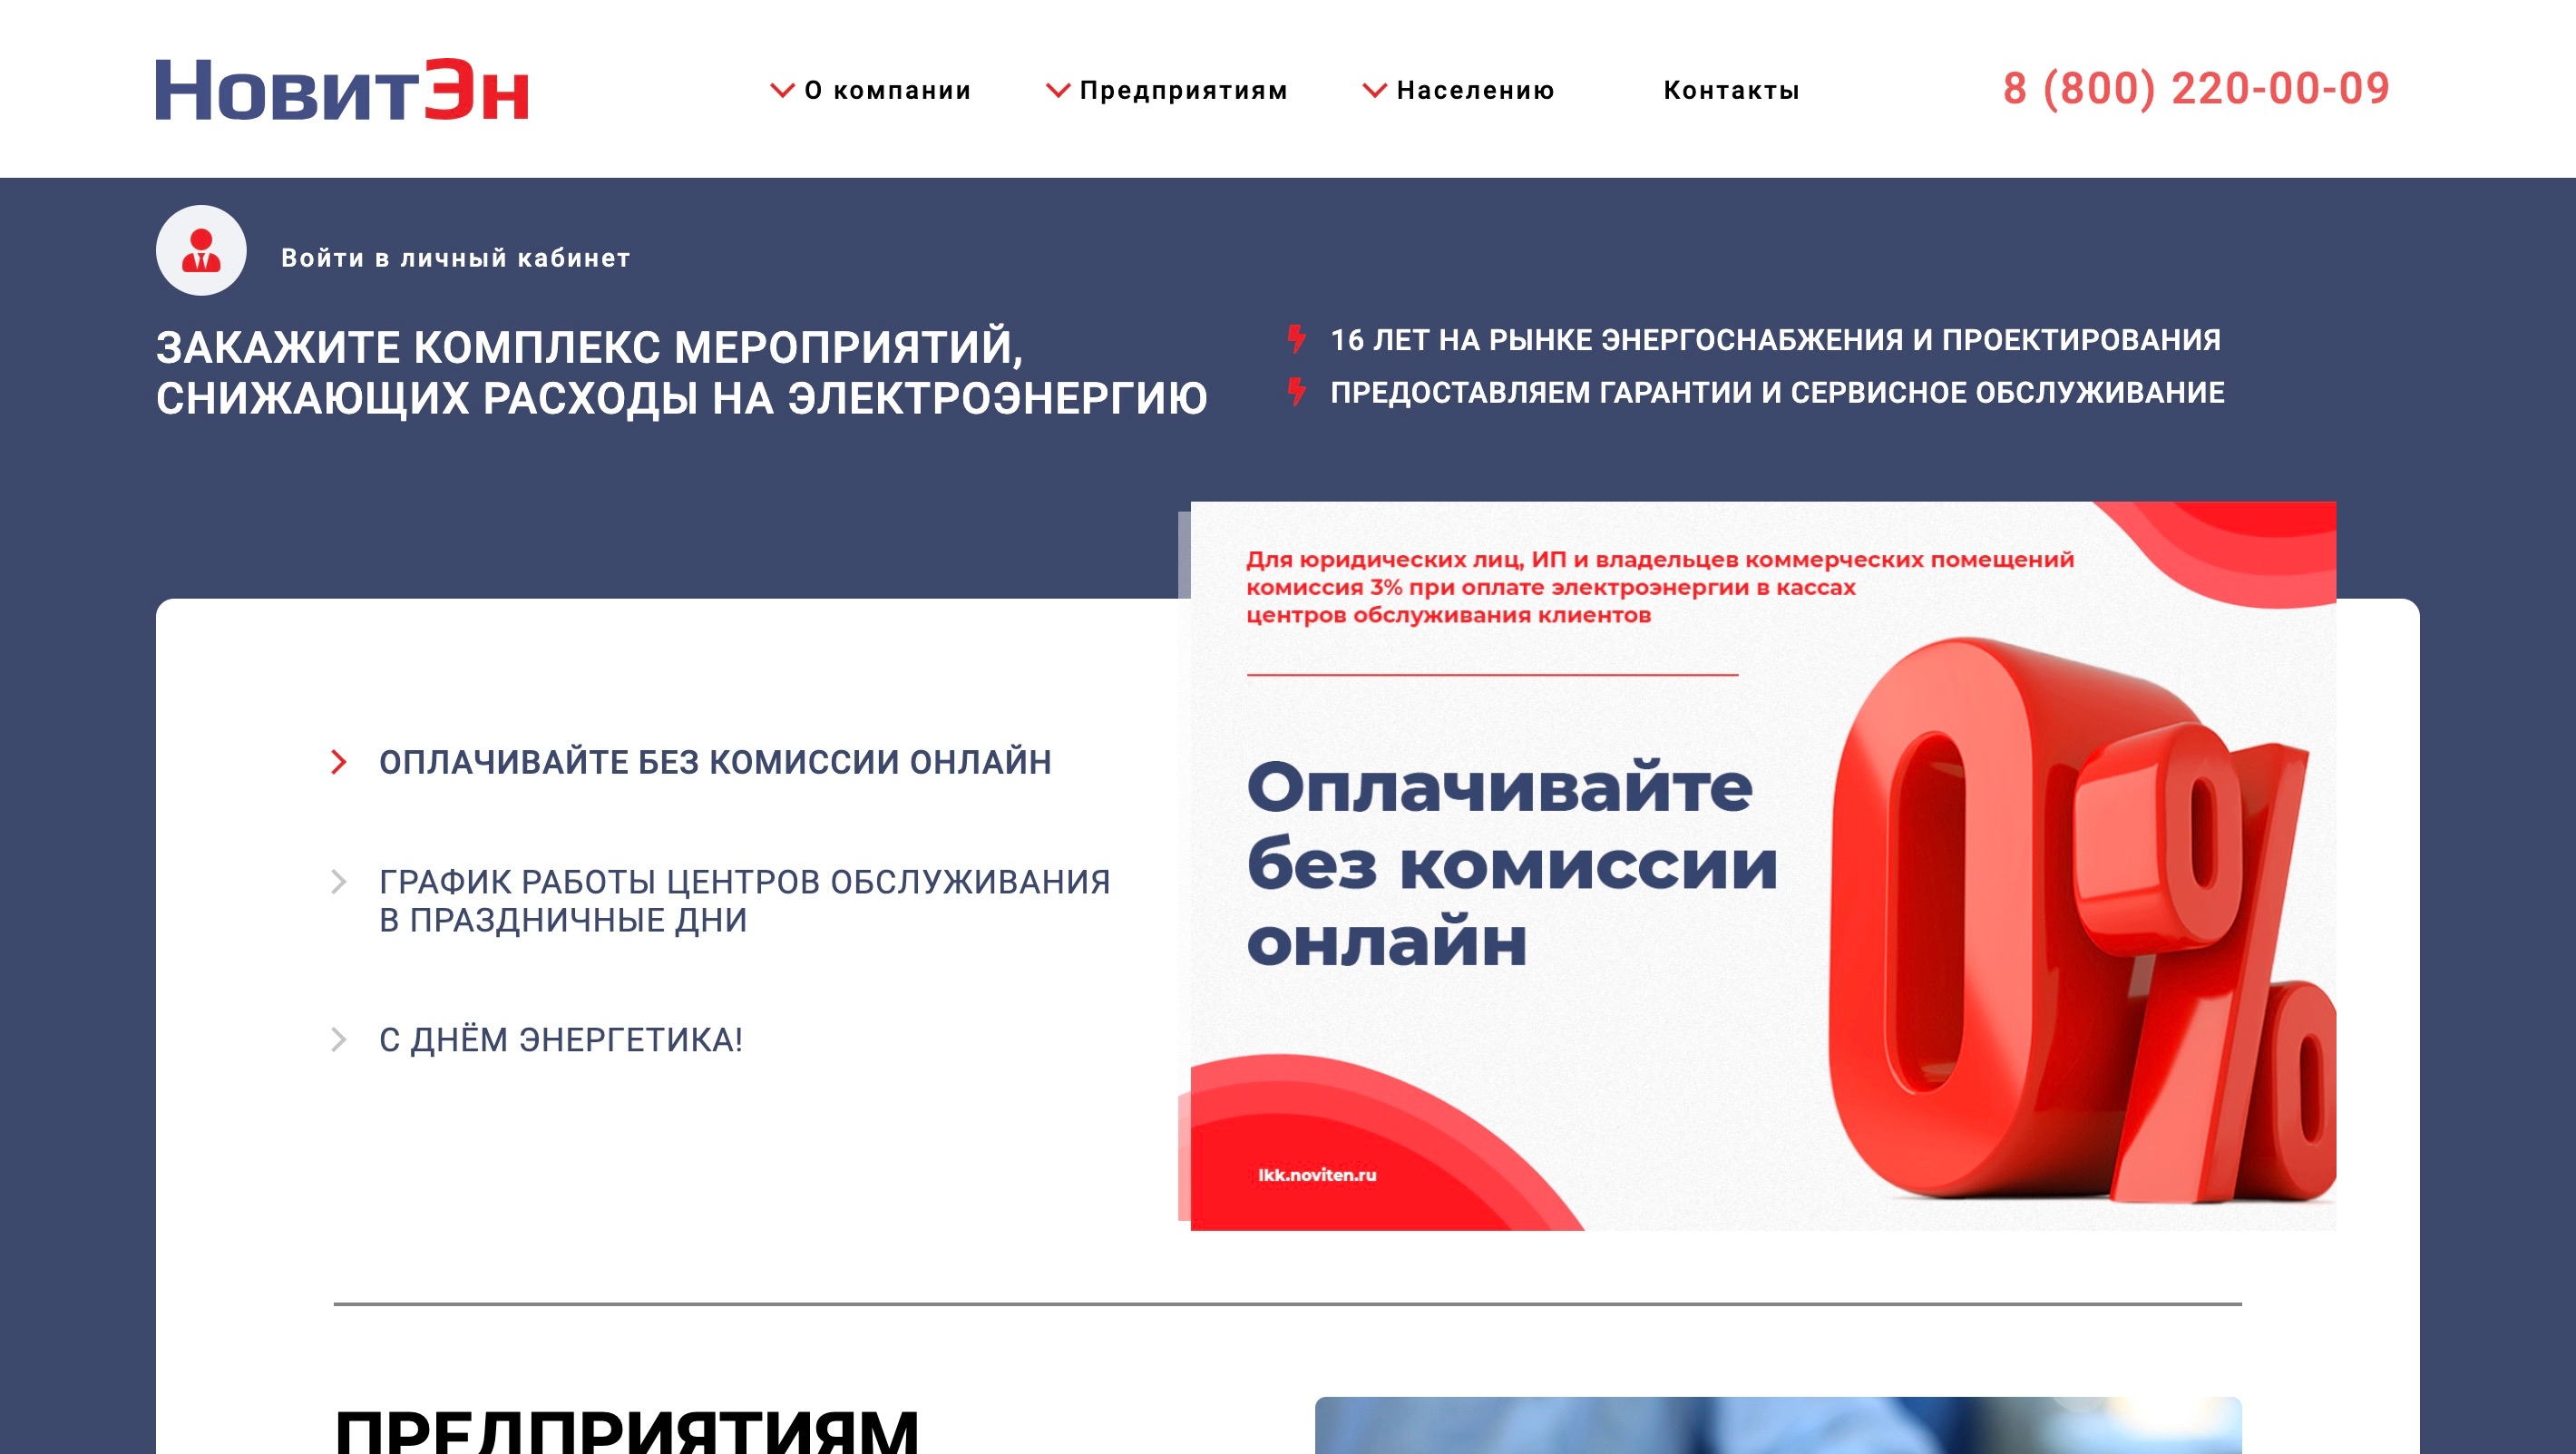 НовитЭн
О компании
Предприятиям
Населению
Контакты
8 (800) 220-00-09
Войти в личный кабинет
ЗАКАЖИТЕ КОМПЛЕКС МЕРОПРИЯТИЙ,
СНИЖАЮЩИХ РАСХОДЫ НА ЭЛЕКТРОЭНЕРГИЮ
16 ЛЕТ НА РЫНКЕ ЭНЕРГОСНАБЖЕНИЯ И ПРОЕКТИРОВАНИЯ
ПРЕДОСТАВЛЯЕМ ГАРАНТИИ И СЕРВИСНОЕ ОБСЛУЖИВАНИЕ
ОПЛАЧИВАЙТЕ БЕЗ КОМИССИИ ОНЛАЙН
ГРАФИК РАБОТЫ ЦЕНТРОВ ОБСЛУЖИВАНИЯ
В ПРАЗДНИЧНЫЕ ДНИ
С ДНЁМ ЭНЕРГЕТИКА!
Для юридических лиц, ИП и владельцев коммерческих помещений
комиссия 3% при оплате электроэнергии в кассах
центров обслуживания клиентов
Оплачивайте
без комиссии
онлайн
0%
lkk.noviten.ru
ПРЕДПРИЯТИЯМ